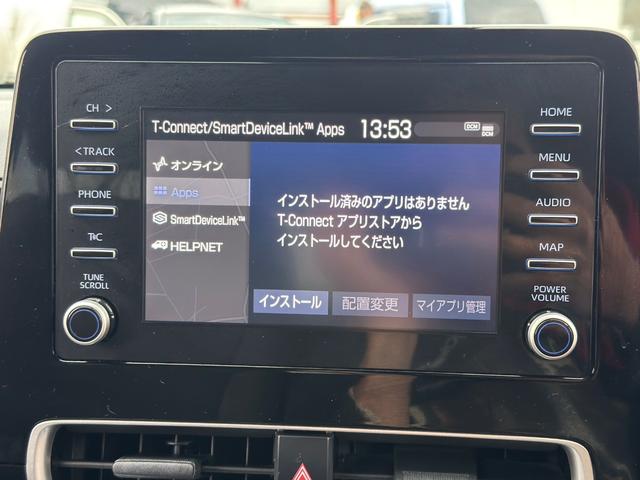 CH >
< TRACK
PHONE
TC
TUNE
SCROLL
T-Connect/SmartDeviceLink™ Apps 13:53 DCM DCM
オンライン
Apps
SmartDeviceLink™
HELPNET
インストール済みのアプリはありません
T-Connect アプリストアから
インストールしてください
インストール 配置変更 マイアプリ管理
HOME
MENU
AUDIO
MAP
POWER
VOLUME